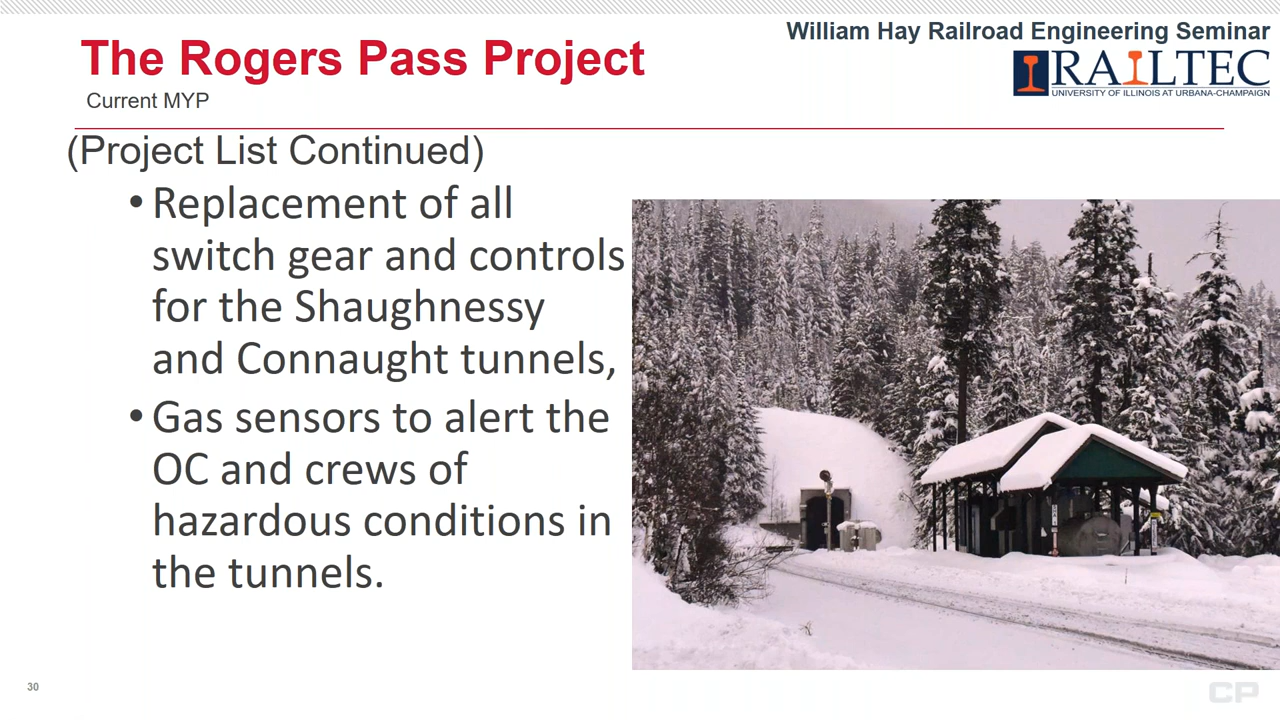 William Hay Railroad Engineering Seminar
The Rogers Pass Project
RAILTEC
UNIVERSITY OF ILLINOIS AT URBANA-CHAMPAIGN
Current MYP
(Project List Continued)
• Replacement of all
switch gear and controls
for the Shaughnessy
and Connaught tunnels,
• Gas sensors to alert the
OC and crews of
hazardous conditions in
the tunnels.
30
CP